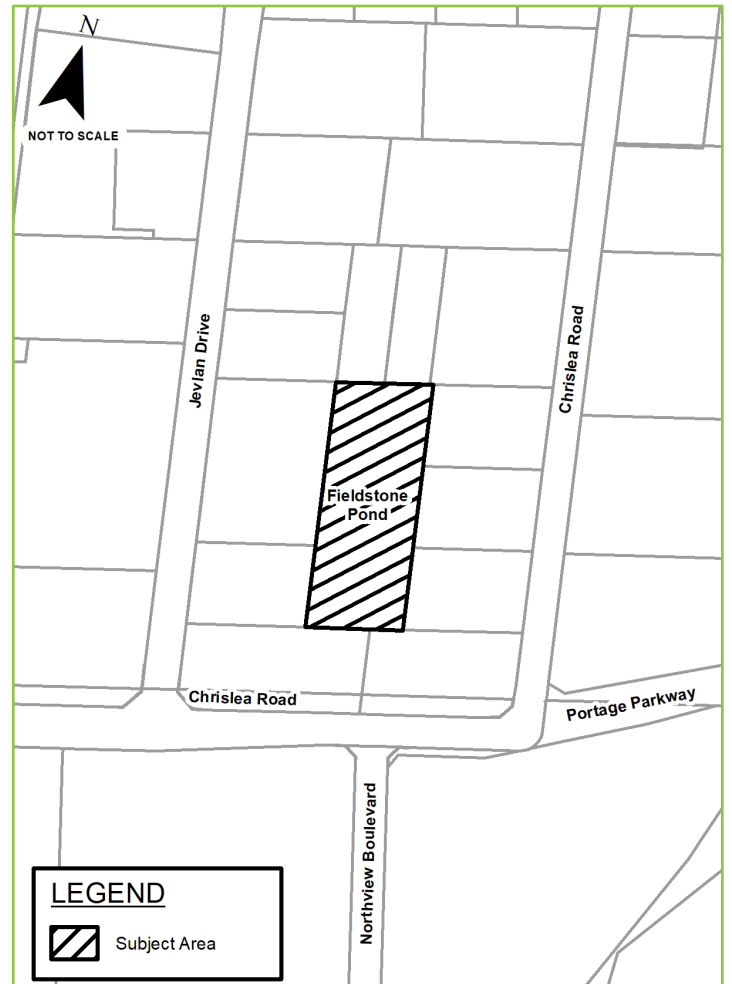 N
NOT TO SCALE
Jevlan Drive
Chrislea Road
Fieldstone
Pond
Chrislea Road
Portage Parkway
Northview Boulevard
LEGEND
Subject Area